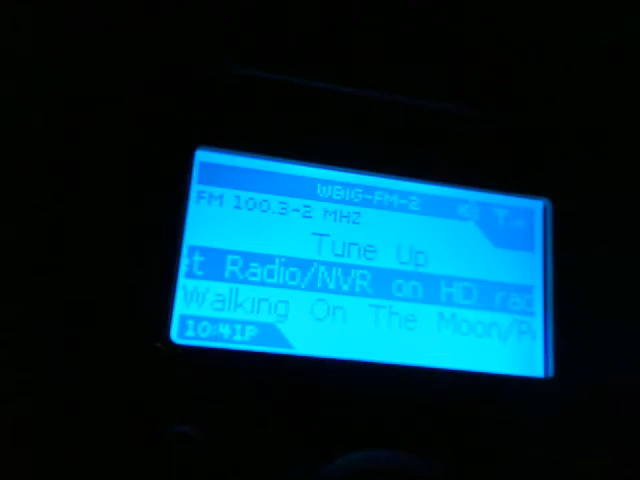 WBIG-FM-2
FM 100.3-2 MHZ
Tune Up
t Radio/NVR on HD rad
Walking On The Moon/P
10:41P